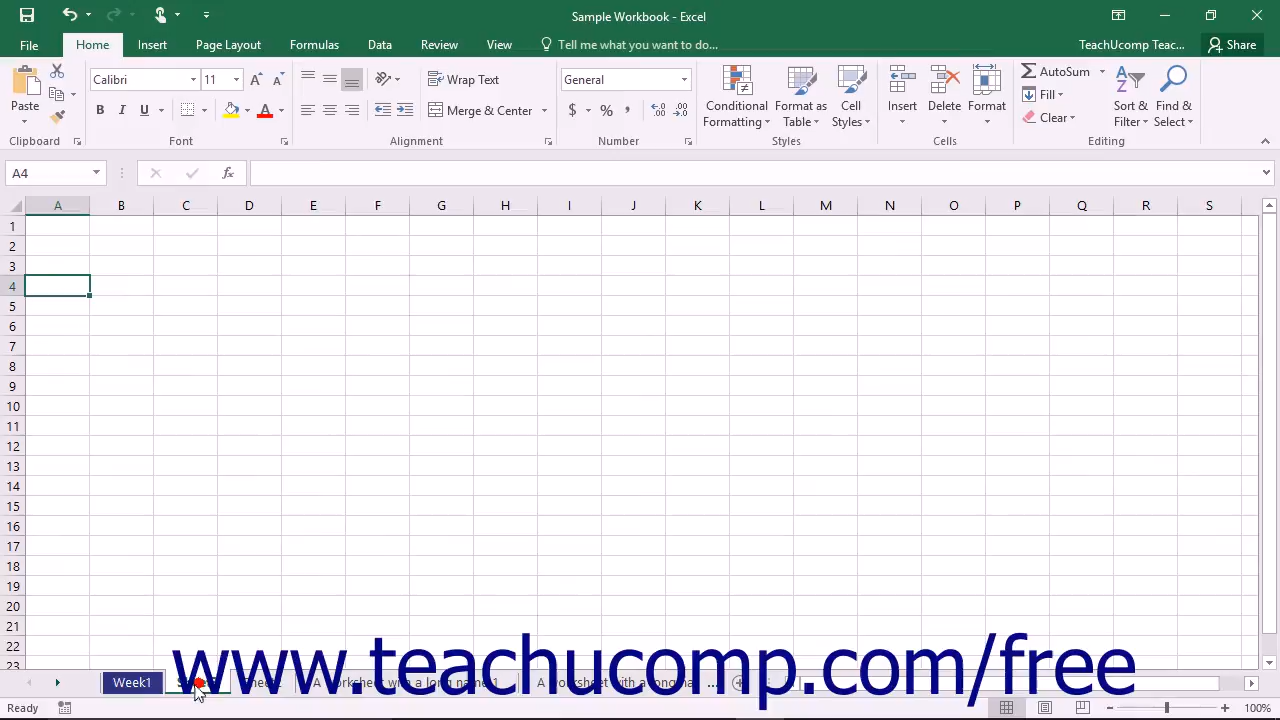 Sample Workbook - Excel
File Home Insert Page Layout Formulas Data Review View Tell me what you want to do... TeachUcomp Teac... Share
Paste
Calibri 11
B I U A
Wrap Text
Merge & Center
General
$ % ,
Conditional Formatting
Format as Table
Cell Styles
Insert
Delete
Format
AutoSum
Fill
Clear
Sort & Filter
Find & Select
Clipboard Font Alignment Number Styles Cells Editing
A4 fx
A B C D E F G H I J K L M N O P Q R S
1
2
3
4
5
6
7
8
9
10
11
12
13
14
15
16
17
18
19
20
21
22
23
www.teachucomp.com/free
Week1
Ready 100%